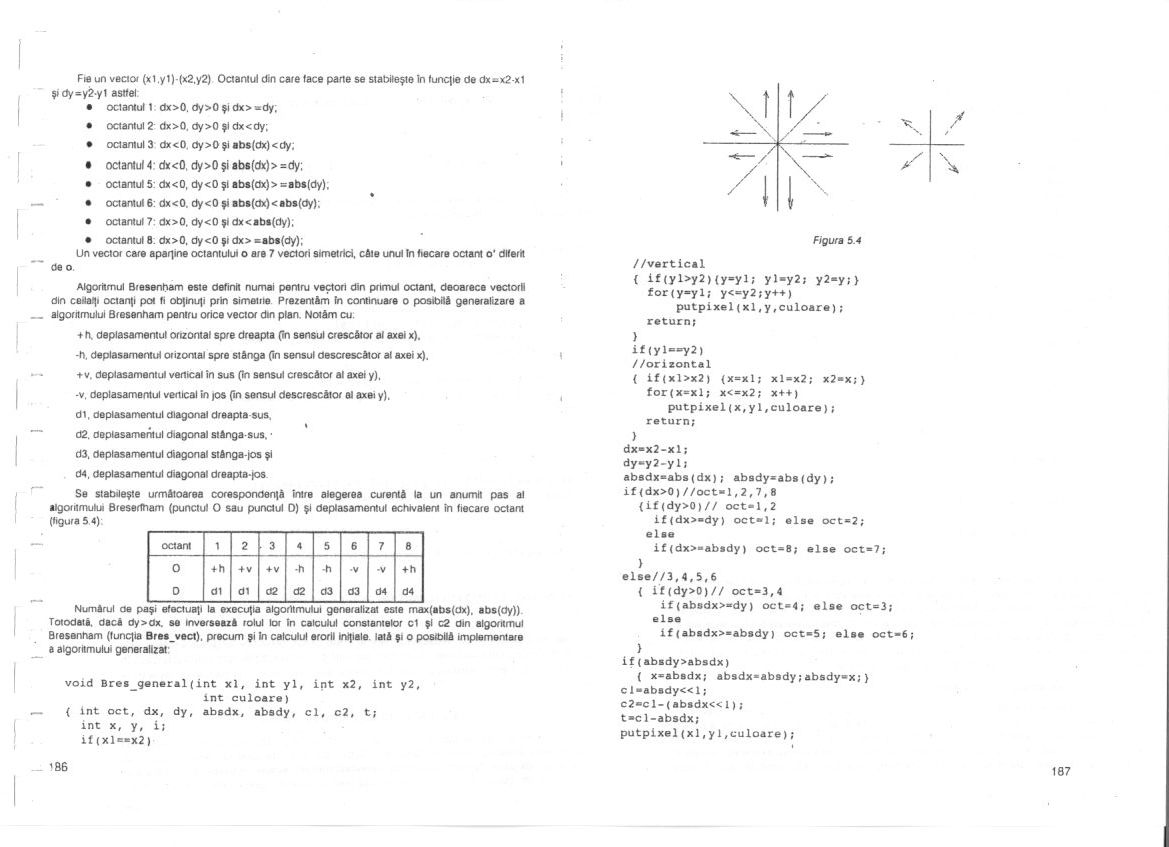 Fie un vector (x1,y1)-(x2,y2). Octantul din care face parte se stabileşte în funcţie de dx=x2-x1
şi dy=y2-y1 astfel:
● octantul 1: dx>0, dy>0 şi dx>=dy;
● octantul 2: dx>0, dy>0 şi dx<dy;
● octantul 3: dx<0, dy>0 şi abs(dx)<dy;
● octantul 4: dx<0, dy>0 şi abs(dx)>=dy;
● octantul 5: dx<0, dy<0 şi abs(dx)>=abs(dy);
● octantul 6: dx<0, dy<0 şi abs(dx)<abs(dy);
● octantul 7: dx>0, dy<0 şi dx<abs(dy);
● octantul 8: dx>0, dy<0 şi dx>=abs(dy);
Un vector care aparţine octantului o are 7 vectori simetrici, câte unul în fiecare octant o' diferit
de o.
Algoritmul Bresenham este definit numai pentru vectori din primul octant, deoarece vectorii
din ceilalţi octanţi pot fi obţinuţi prin simetrie. Prezentăm în continuare o posibilă generalizare a
algoritmului Bresenham pentru orice vector din plan. Notăm cu:
+h, deplasamentul orizontal spre dreapta (în sensul crescător al axei x),
-h, deplasamentul orizontal spre stânga (în sensul descrescător al axei x),
+v, deplasamentul vertical în sus (în sensul crescător al axei y),
-v, deplasamentul vertical în jos (în sensul descrescător al axei y),
d1, deplasamentul diagonal dreapta-sus,
d2, deplasamentul diagonal stânga-sus,
d3, deplasamentul diagonal stânga-jos şi
d4, deplasamentul diagonal dreapta-jos.
Se stabileşte următoarea corespondenţă între alegerea curentă la un anumit pas al
algoritmului Bresenham (punctul O sau punctul D) şi deplasamentul echivalent în fiecare octant
(figura 5.4):
octant 1 2 3 4 5 6 7 8
O +h +v +v -h -h -v -v +h
D d1 d1 d2 d2 d3 d3 d4 d4
Numărul de paşi efectuaţi la execuţia algoritmului generalizat este max(abs(dx), abs(dy)).
Totodată, dacă dy>dx, se inversează rolul lor în calculul constantelor c1 şi c2 din algoritmul
Bresenham (funcţia Bres_vect), precum şi în calculul erorii iniţiale. Iată şi o posibilă implementare
a algoritmului generalizat:
void Bres_general(int x1, int y1, int x2, int y2,
int culoare)
{ int oct, dx, dy, absdx, absdy, c1, c2, t;
int x, y, i;
if(x1==x2)
186
Figura 5.4
//vertical
{ if(y1>y2){y=y1; y1=y2; y2=y;}
for(y=y1; y<=y2;y++)
putpixel(x1,y,culoare);
return;
}
if(y1==y2)
//orizontal
{ if(x1>x2) {x=x1; x1=x2; x2=x;}
for(x=x1; x<=x2; x++)
putpixel(x,y1,culoare);
return;
}
dx=x2-x1;
dy=y2-y1;
absdx=abs(dx); absdy=abs(dy);
if(dx>0)//oct=1,2,7,8
{if(dy>0)// oct=1,2
if(dx>=dy) oct=1; else oct=2;
else
if(dx>=absdy) oct=8; else oct=7;
}
else//3,4,5,6
{ if(dy>0)// oct=3,4
if(absdx>=dy) oct=4; else oct=3;
else
if(absdx>=absdy) oct=5; else oct=6;
}
if(absdy>absdx)
{ x=absdx; absdx=absdy;absdy=x;}
c1=absdy<<1;
c2=c1-(absdx<<1);
t=c1-absdx;
putpixel(x1,y1,culoare);
187